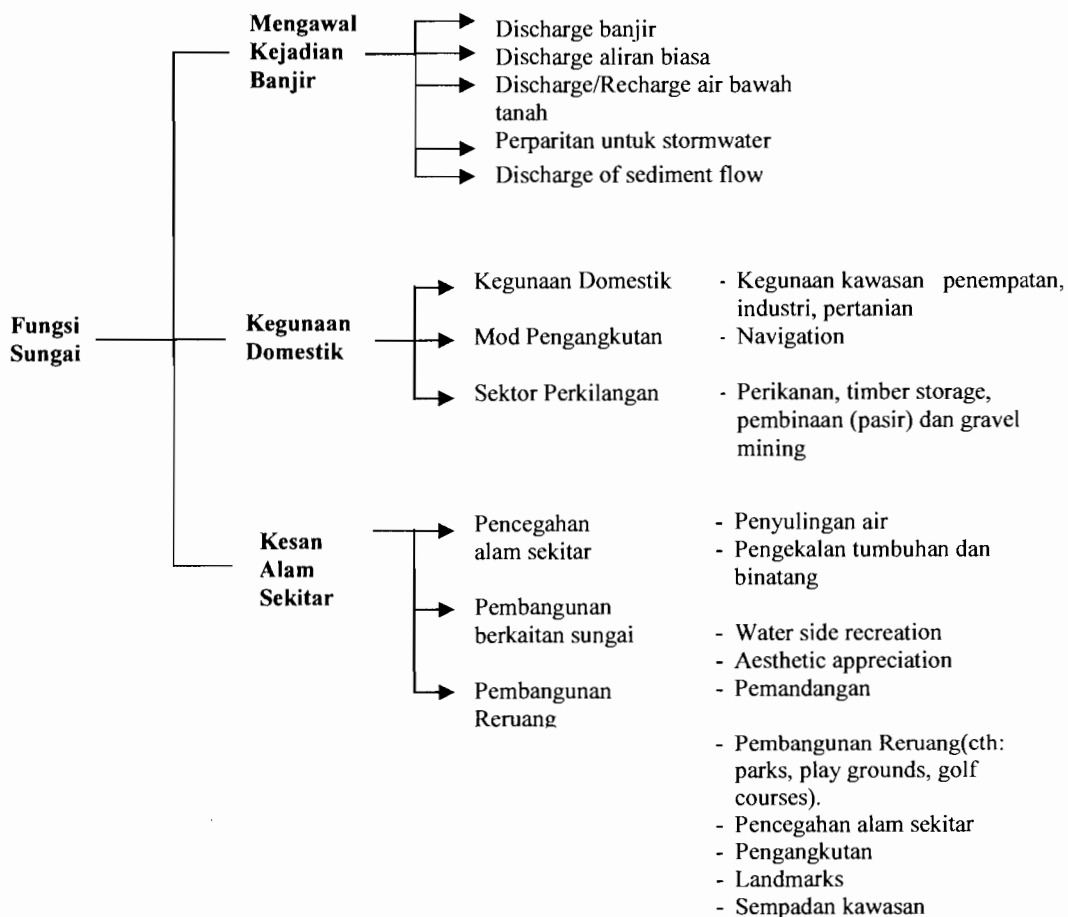 Mengawal
Kejadian
Banjir
Discharge banjir
Discharge aliran biasa
Discharge/Recharge air bawah
tanah
Perparitan untuk stormwater
Discharge of sediment flow
Fungsi
Sungai
Kegunaan
Domestik
Kegunaan Domestik
- Kegunaan kawasan penempatan,
industri, pertanian
Mod Pengangkutan
- Navigation
Sektor Perkilangan
- Perikanan, timber storage,
pembinaan (pasir) dan gravel
mining
Kesan
Alam
Sekitar
Pencegahan
alam sekitar
- Penyulingan air
- Pengekalan tumbuhan dan
binatang
Pembangunan
berkaitan sungai
- Water side recreation
- Aesthetic appreciation
- Pemandangan
Pembangunan
Reruang
- Pembangunan Reruang(cth:
parks, play grounds, golf
courses).
- Pencegahan alam sekitar
- Pengangkutan
- Landmarks
- Sempadan kawasan